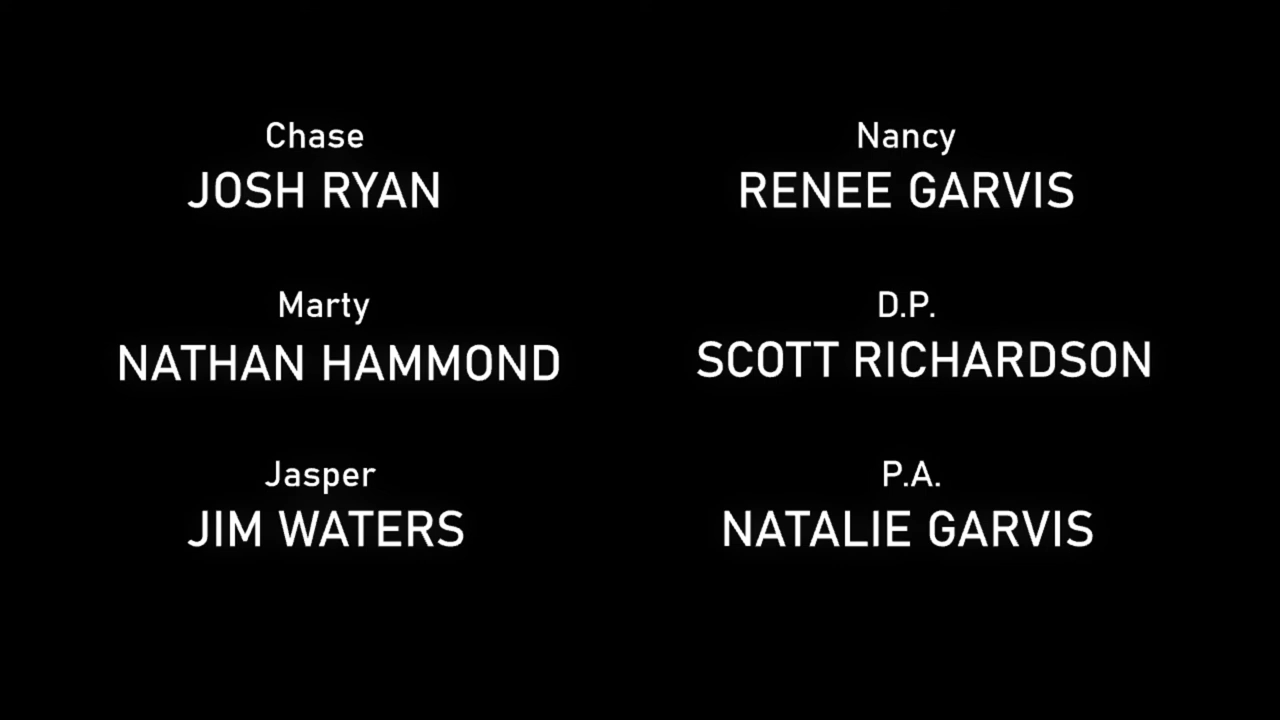 Chase
JOSH RYAN
Marty
NATHAN HAMMOND
Jasper
JIM WATERS
Nancy
RENEE GARVIS
D.P.
SCOTT RICHARDSON
P.A.
NATALIE GARVIS